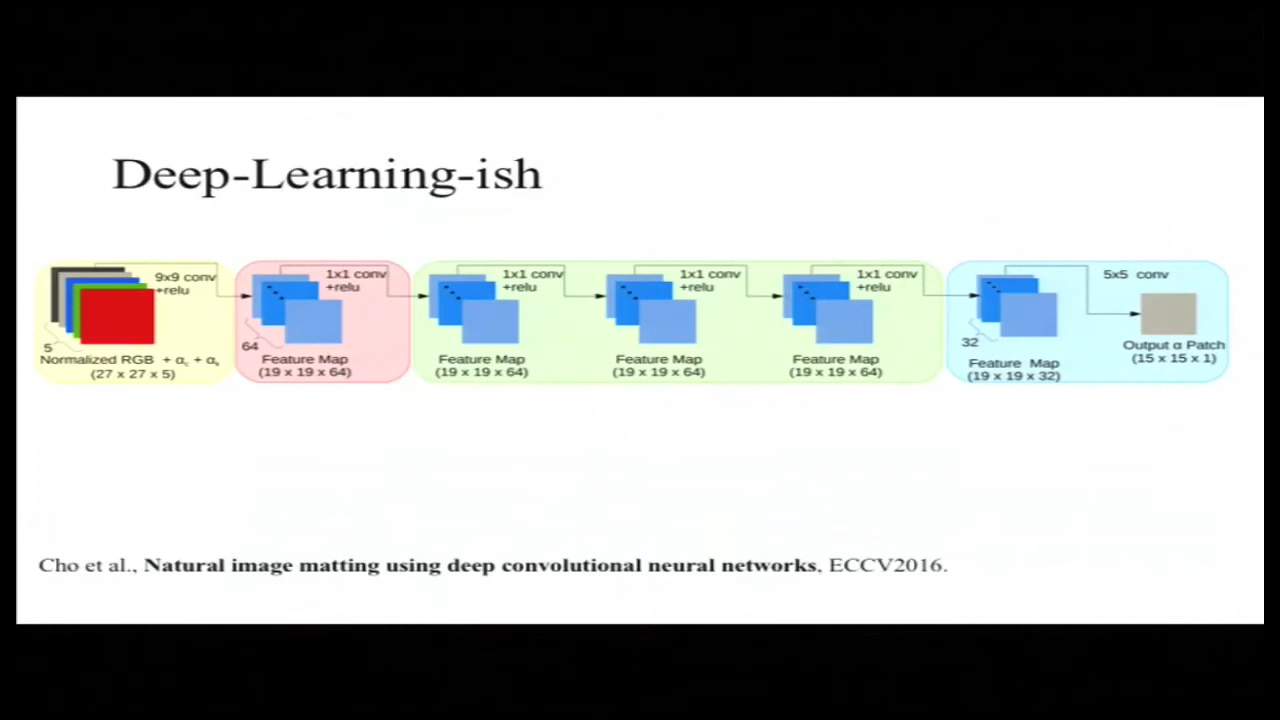 Deep-Learning-ish
9x9 conv
+relu
5
Normalized RGB + αc + αs
(27 x 27 x 5)
1x1 conv
+relu
64
Feature Map
(19 x 19 x 64)
1x1 conv
+relu
Feature Map
(19 x 19 x 64)
1x1 conv
+relu
Feature Map
(19 x 19 x 64)
1x1 conv
+relu
Feature Map
(19 x 19 x 64)
32
Feature Map
(19 x 19 x 32)
5x5 conv
Output α Patch
(15 x 15 x 1)
Cho et al., Natural image matting using deep convolutional neural networks, ECCV2016.